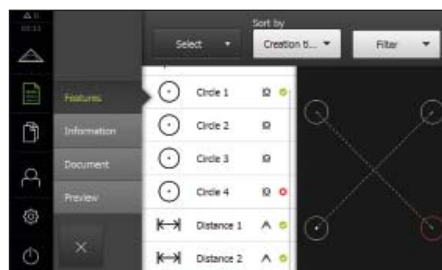 Sort by
Select
Creation ti...
Filter
Features
Information
Document
Preview
Circle 1
Circle 2
Circle 3
Circle 4
Distance 1
Distance 2